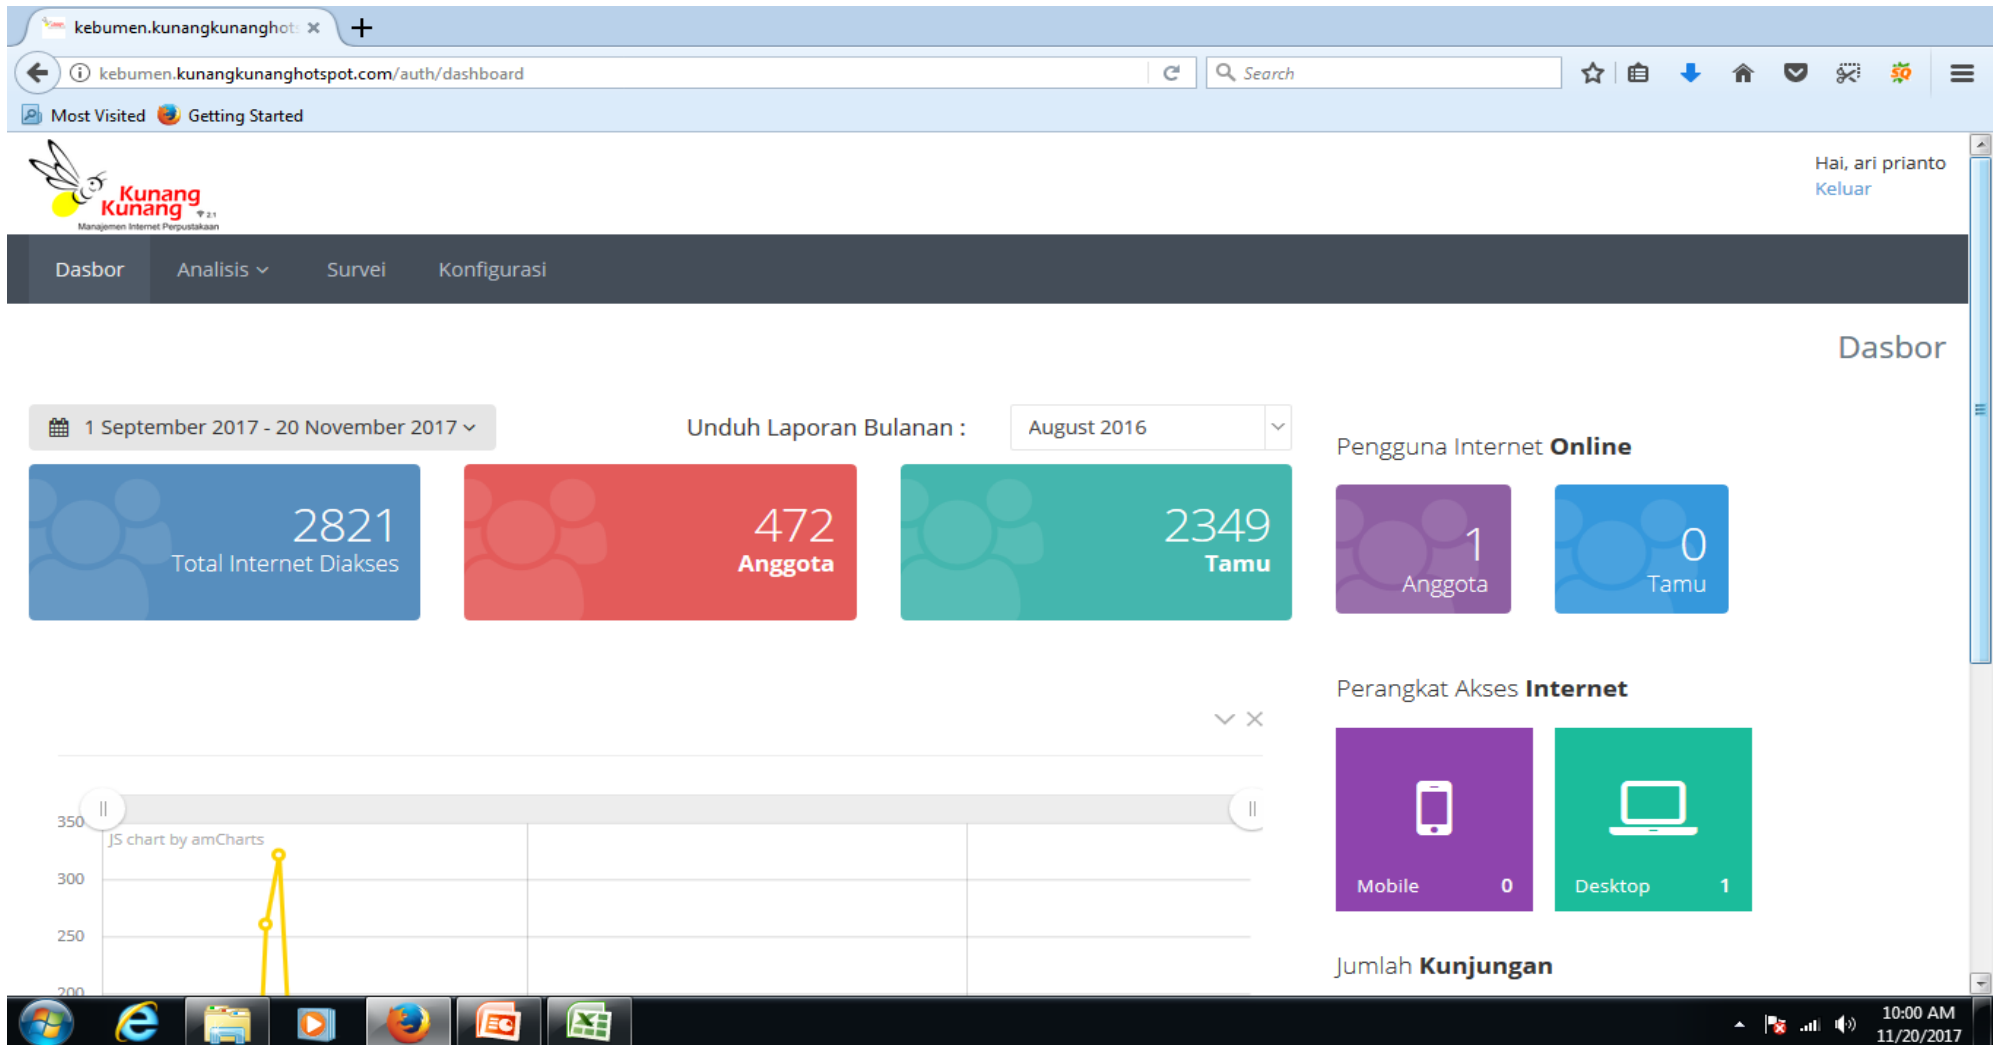 kebumen.kunangkunanghots
kebumen.kunangkunanghotspot.com/auth/dashboard
Search
Most Visited
Getting Started
Kunang
Kunang 2.1
Manajemen Internet Perpustakaan
Hai, ari prianto
Keluar
Dasbor
Analisis
Survei
Konfigurasi
Dasbor
1 September 2017 - 20 November 2017
Unduh Laporan Bulanan :
August 2016
2821
Total Internet Diakses
472
Anggota
2349
Tamu
Pengguna Internet Online
1
Anggota
0
Tamu
Perangkat Akses Internet
Mobile 0
Desktop 1
Jumlah Kunjungan
350
JS chart by amCharts
300
250
200
10:00 AM
11/20/2017